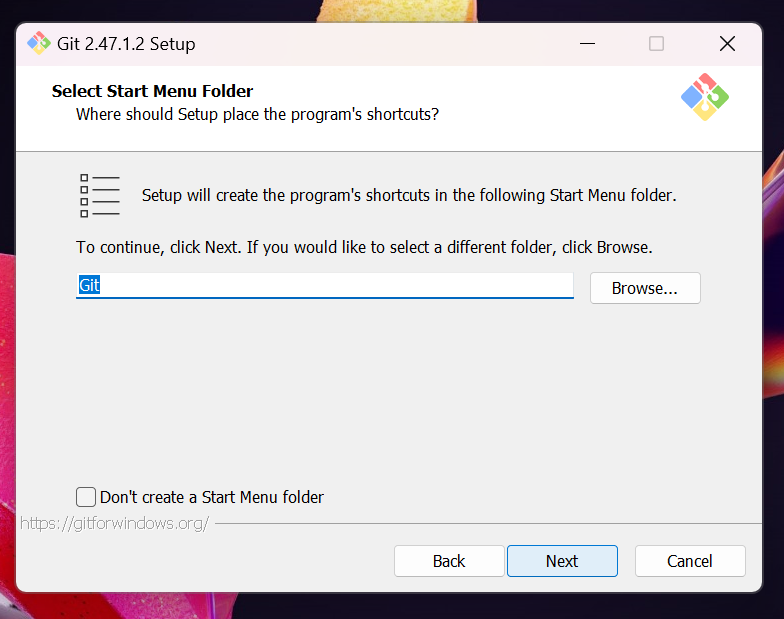 Git 2.47.1.2 Setup
Select Start Menu Folder
Where should Setup place the program's shortcuts?
Setup will create the program's shortcuts in the following Start Menu folder.
To continue, click Next. If you would like to select a different folder, click Browse.
Git
Browse...
Don't create a Start Menu folder
https://gitforwindows.org/
Back
Next
Cancel